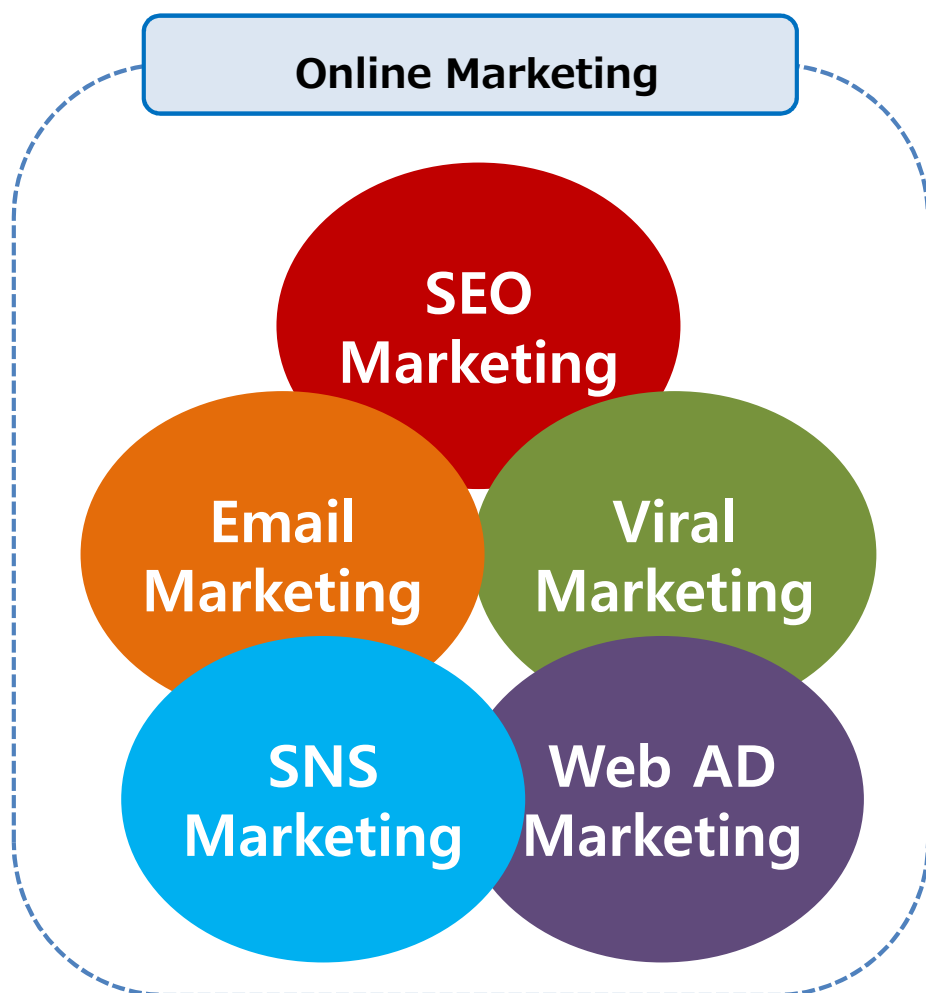 Online Marketing
SEO
Marketing
Email
Marketing
Viral
Marketing
SNS
Marketing
Web AD
Marketing